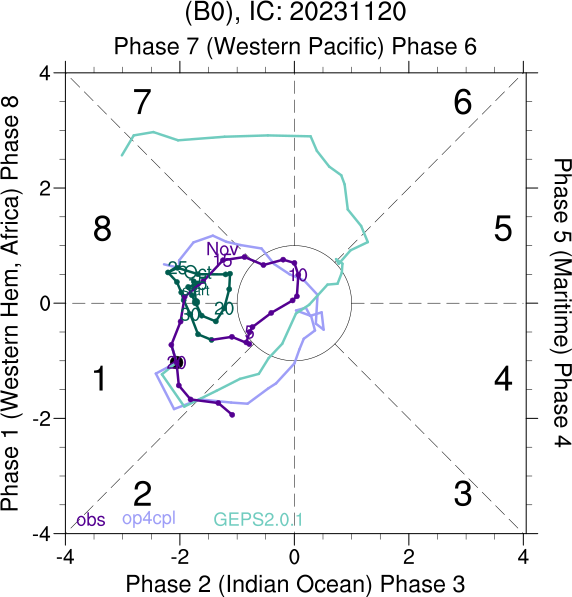 (B0), IC: 20231120
Phase 7 (Western Pacific) Phase 6
Phase 1 (Western Hem, Africa) Phase 8
Phase 5 (Maritime) Phase 4
4
2
0
-2
-4
7
6
8
5
1
4
2
3
Nov
15
10
25
Oct
20
30
5
20
obs
op4cpl
GEPS2.0.1
-4
-2
0
2
4
Phase 2 (Indian Ocean) Phase 3